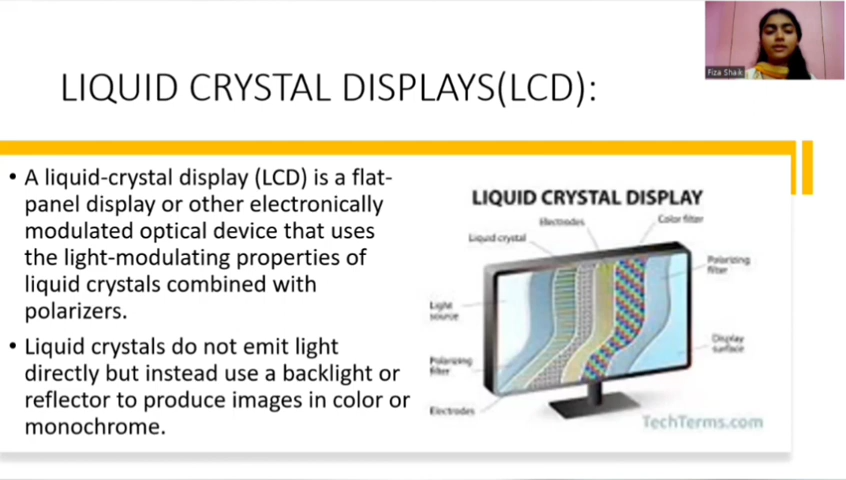 Fiza Shaik
LIQUID CRYSTAL DISPLAYS(LCD):
• A liquid-crystal display (LCD) is a flat-
panel display or other electronically
modulated optical device that uses
the light-modulating properties of
liquid crystals combined with
polarizers.
• Liquid crystals do not emit light
directly but instead use a backlight or
reflector to produce images in color or
monochrome.
LIQUID CRYSTAL DISPLAY
Electrodes
Color filter
Liquid crystal
Polarizing
filter
Light
source
Display
surface
Polarizing
filter
Electrodes
TechTerms.com